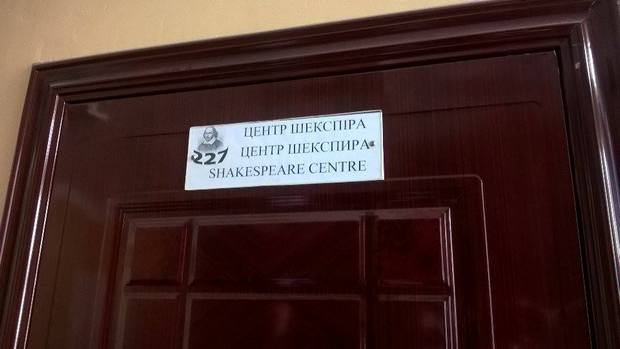 ЦЕНТР ШЕКСПІРА
227
ЦЕНТР ШЕКСПИРА
SHAKESPEARE CENTRE